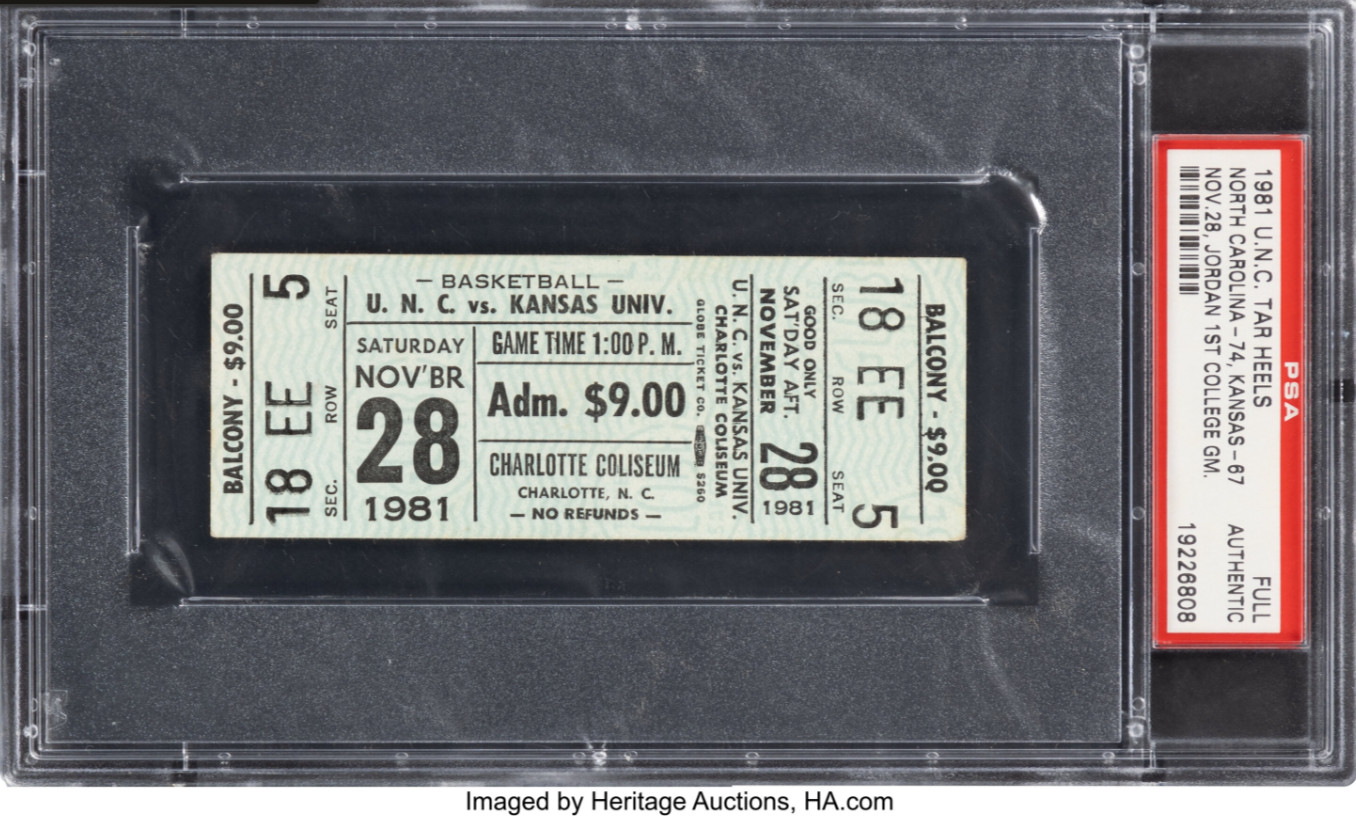 BALCONY - $9.00
5
18 EE
SEAT
ROW
SEC.
— BASKETBALL —
U. N. C. vs. KANSAS UNIV.
SATURDAY
NOV'BR
28
1981
GAME TIME 1:00 P. M.
Adm. $9.00
CHARLOTTE COLISEUM
CHARLOTTE, N. C.
— NO REFUNDS —
GLOBE TICKET CO. $260
CHARLOTTE COLISEUM
U. N. C. vs. KANSAS UNIV.
NOVEMBER
SAT'DAY AFT.
GOOD ONLY
28
1981
SEC.
ROW
SEAT
18 EE
5
BALCONY - $9.00
PSA
1981 U.N.C. TAR HEELS FULL
NORTH CAROLINA - 74, KANSAS - 67 AUTHENTIC
NOV.28, JORDAN 1ST COLLEGE GM.
19226808
Imaged by Heritage Auctions, HA.com